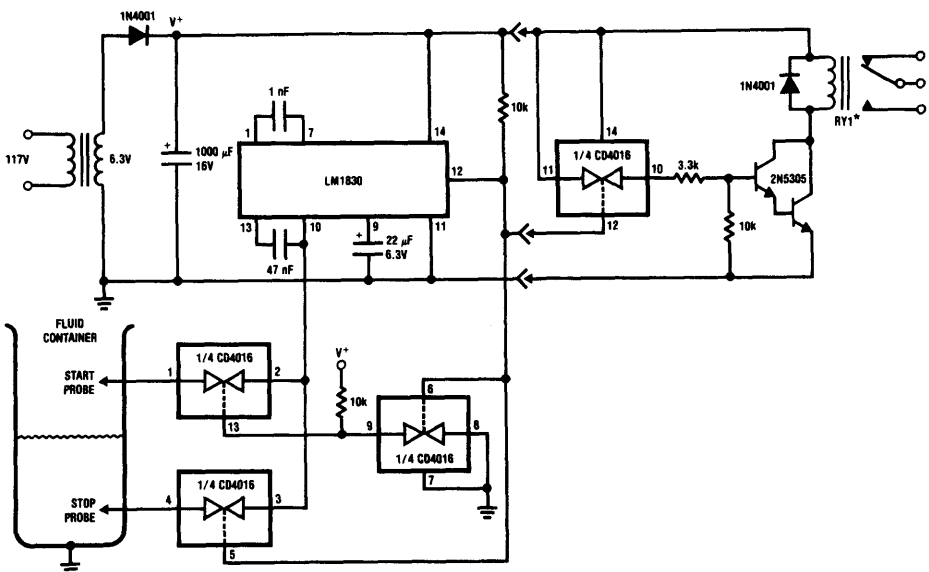 1N4001
V+
1 nF
1
7
14
10k
1N4001
RY1*
117V
6.3V
+
1000 µF
16V
LM1830
12
14
1/4 CD4016
11
10
3.3k
2N5305
12
10k
13
10
9
11
47 nF
+
22 µF
6.3V
FLUID
CONTAINER
1/4 CD4016
START
PROBE
1
2
13
V+
10k
6
9
8
1/4 CD4016
7
1/4 CD4016
STOP
PROBE
4
3
5